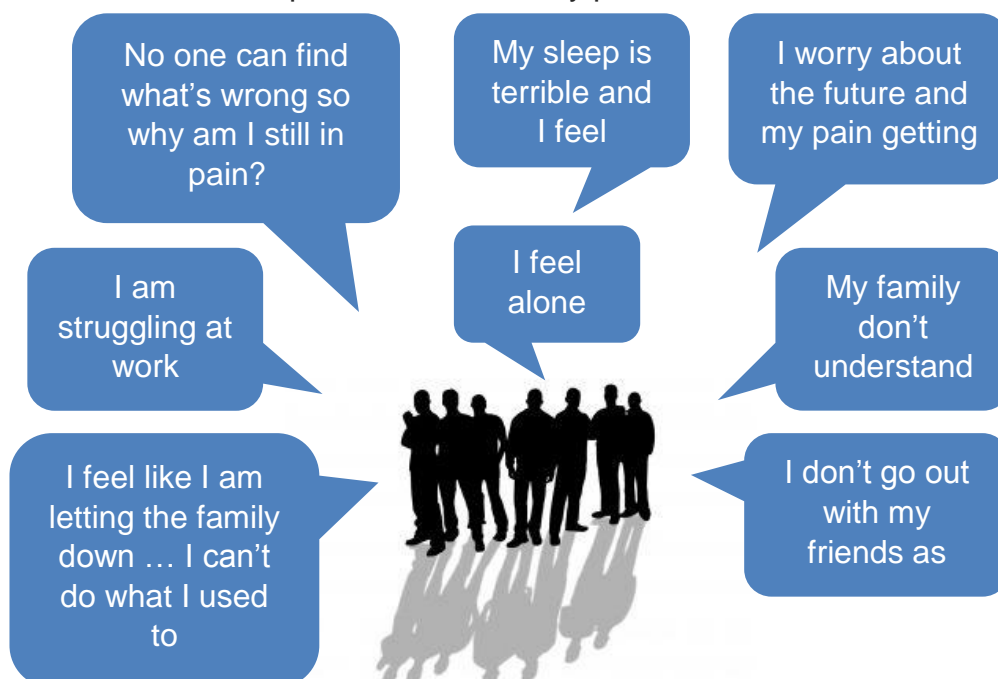 No one can find
what's wrong so
why am I still in
pain?
My sleep is
terrible and
I feel
I worry about
the future and
my pain getting
I feel
alone
I am
struggling at
work
My family
don't
understand
I feel like I am
letting the family
down … I can't
do what I used
to
I don't go out
with my
friends as